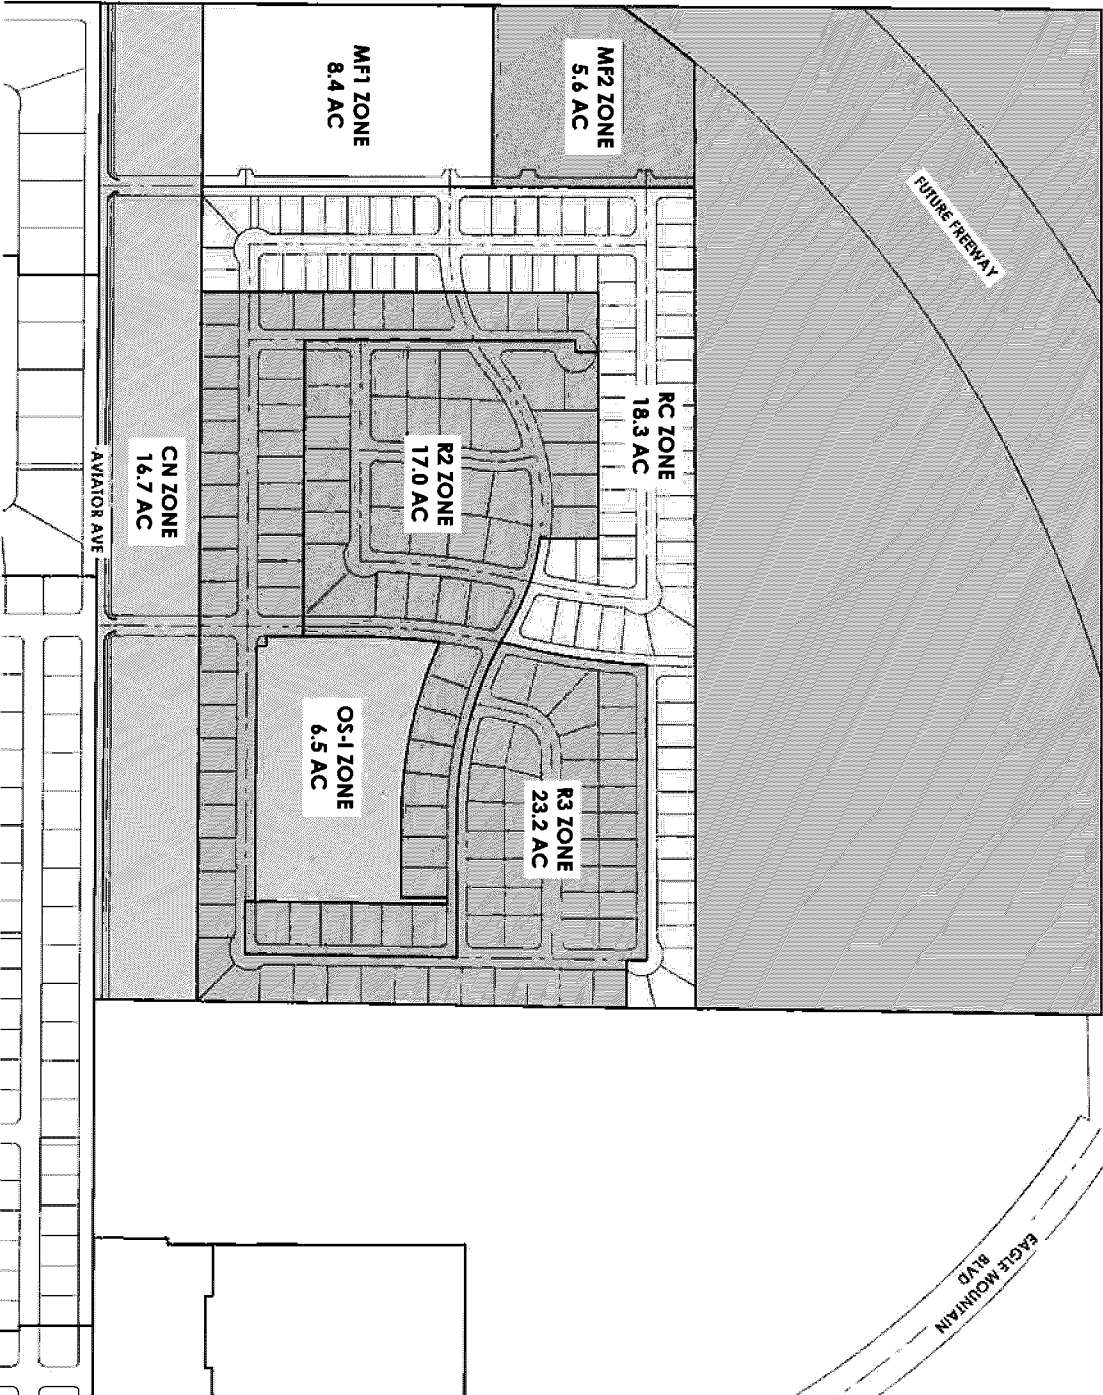 MF1 ZONE
8.4 AC
MF2 ZONE
5.6 AC
FUTURE FREEWAY
RC ZONE
18.3 AC
R2 ZONE
17.0 AC
CN ZONE
16.7 AC
AVIATOR AVE
OS-I ZONE
6.5 AC
R3 ZONE
23.2 AC
EAGLE MOUNTAIN
BLVD